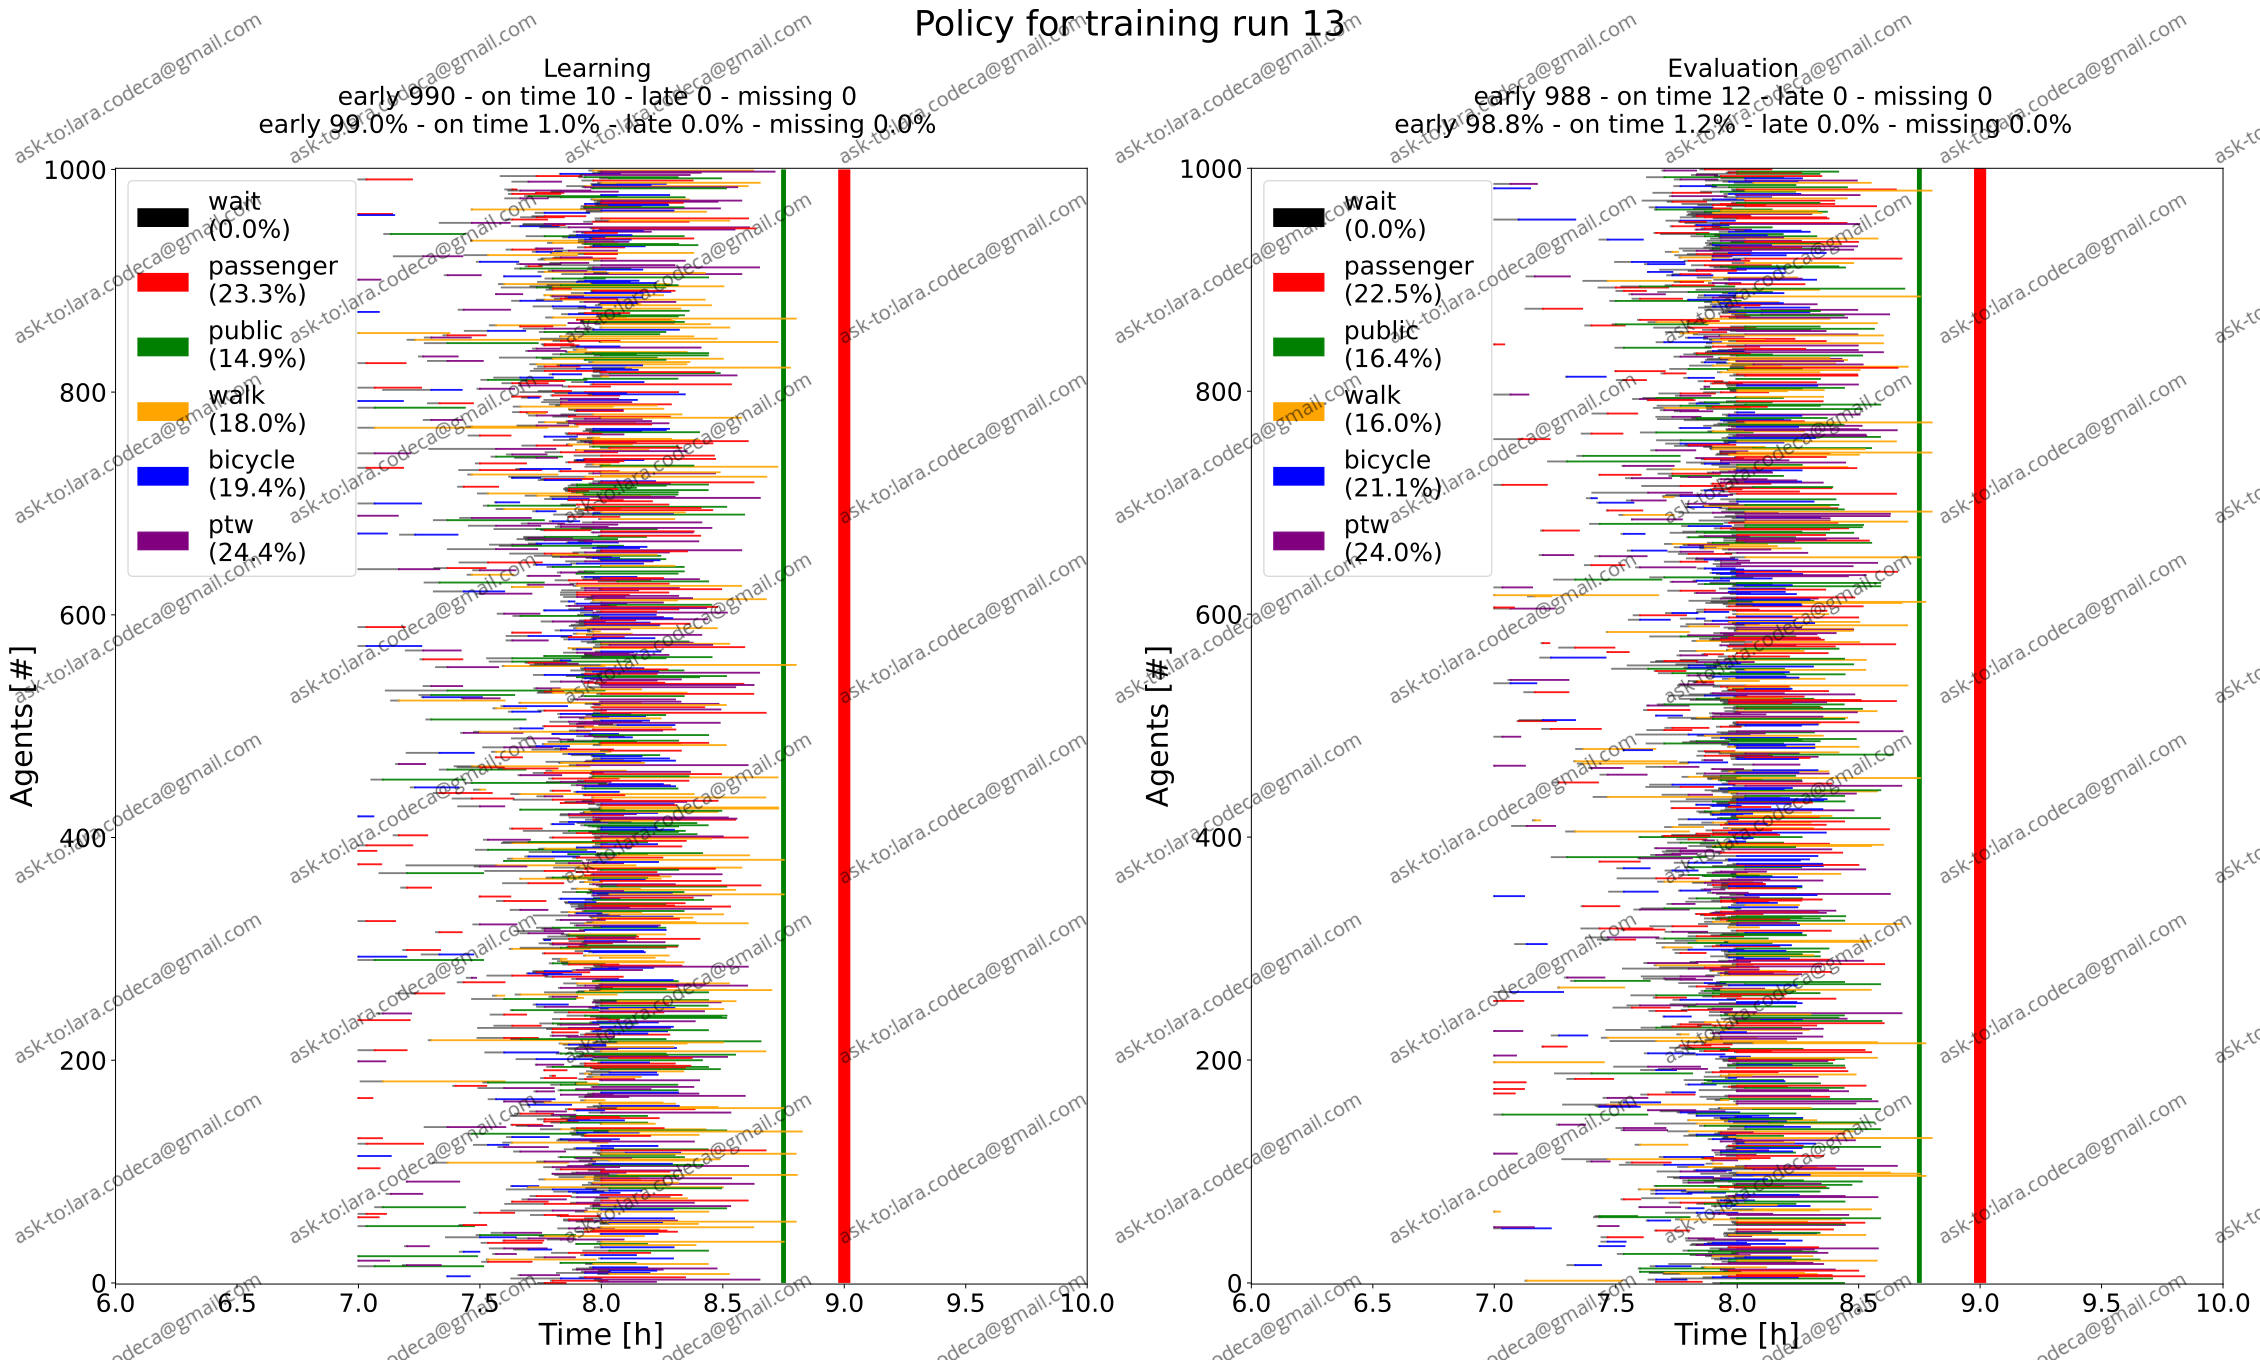 Policy for training run 13
Learning
early 990 - on time 10 - late 0 - missing 0
early 99.0% - on time 1.0% - late 0.0% - missing 0.0%
1000
800
600
400
200
0
Agents [#]
wait
(0.0%)
passenger
(23.3%)
public
(14.9%)
walk
(18.0%)
bicycle
(19.4%)
ptw
(24.4%)
6.0 6.5 7.0 7.5 8.0 8.5 9.0 9.5 10.0
Time [h]
Evaluation
early 988 - on time 12 - late 0 - missing 0
early 98.8% - on time 1.2% - late 0.0% - missing 0.0%
1000
800
600
400
200
0
Agents [#]
wait
(0.0%)
passenger
(22.5%)
public
(16.4%)
walk
(16.0%)
bicycle
(21.1%)
ptw
(24.0%)
6.0 6.5 7.0 7.5 8.0 8.5 9.0 9.5 10.0
Time [h]
ask-to:lara.codeca@gmail.com